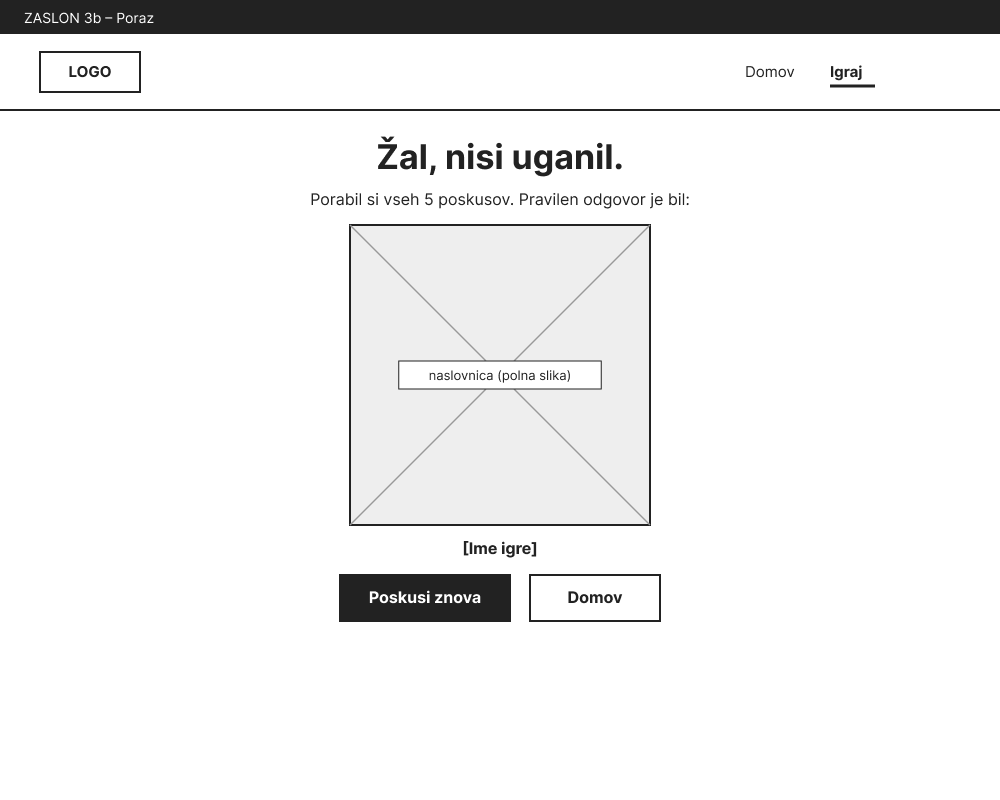 ZASLON 3b – Poraz
LOGO
Domov
Igraj
Žal, nisi uganil.
Porabil si vseh 5 poskusov. Pravilen odgovor je bil:
naslovnica (polna slika)
[Ime igre]
Poskusi znova
Domov